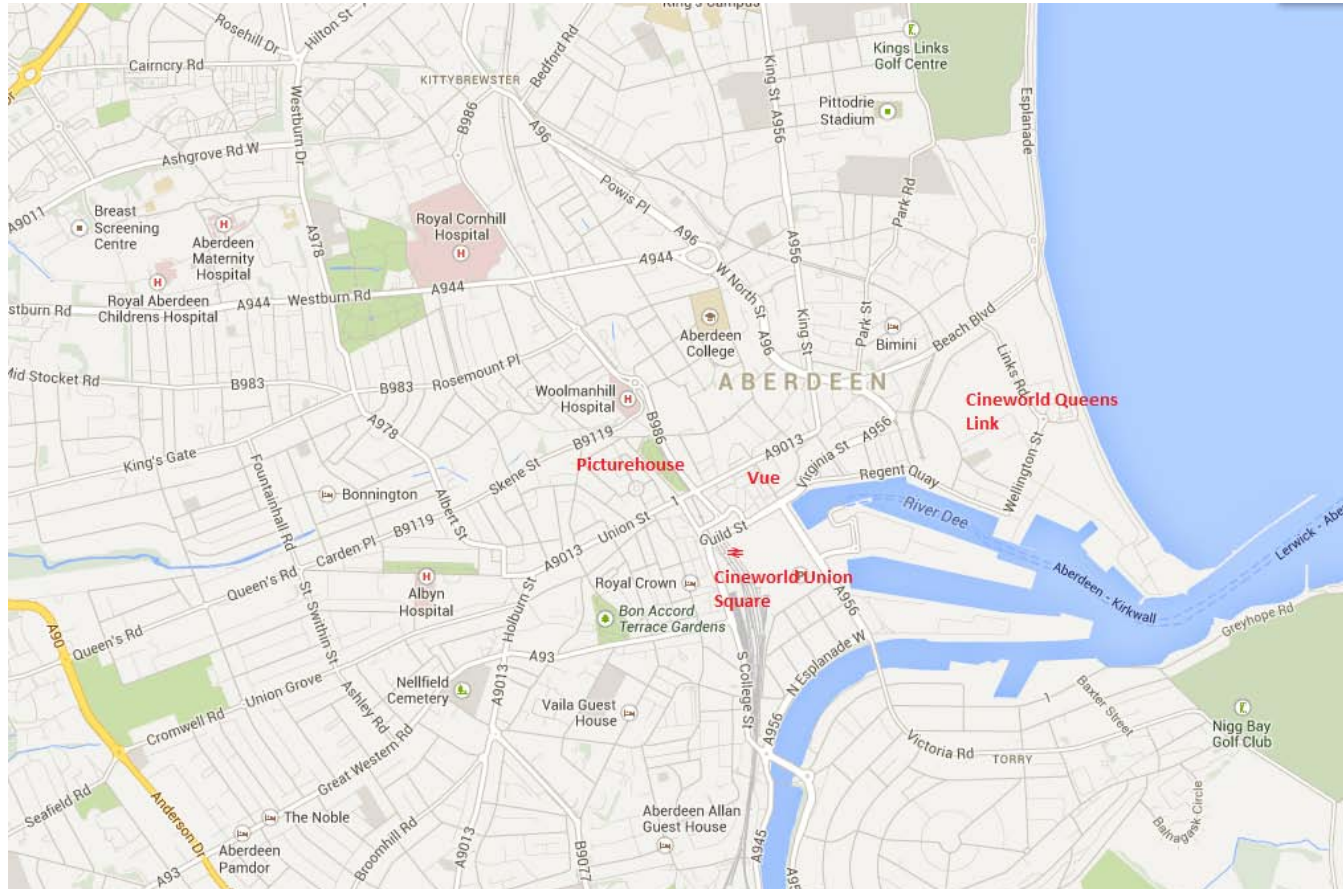 King's Campus
Rosehill Dr
Hilton St
Cairncry Rd
Bedford Rd
KITTYBREWSTER
Kings Links
Golf Centre
King St A956
Esplanade
Westburn Dr
B986
A96
Pittodrie
Stadium
Ashgrove Rd W
A9011
Powis Pl
Park Rd
Breast
Screening
Centre
Aberdeen
Maternity
Hospital
H
Royal Cornhill
Hospital
H
A978
A96
A956
A944
W North St
A96
Royal Aberdeen
Childrens Hospital
H
stburn Rd
A944
Westburn Rd
A944
Aberdeen
College
King St
Park St
Bimini
Beach Blvd
Links Rd
Mid Stocket Rd
B983
B983
Rosemount Pl
Woolmanhill
Hospital
H
ABERDEEN
Cineworld Queens
Link
A978
B986
B9119
King's Gate
Skene St
Picturehouse
A9013
Vue
Virginia St
A956
Regent Quay
Wellington St
Fountainhall Rd
Bonnington
Albert St
1
River Dee
Carden Pl
B9119
A9013
Union St
Guild St
Lerwick - Abe
Queen's Rd
Albyn
Hospital
H
Royal Crown
Cineworld Union
Square
Aberdeen - Kirkwall
A956
Greyhope Rd
A90
Queen's Rd
St. Swithin St
Holburn St
Bon Accord
Terrace Gardens
A93
N Esplanade W
S College St
Union Grove
Cromwell Rd
Ashley Rd
Nellfield
Cemetery
A9013
Vaila Guest
House
A956
1
Baxter Street
Victoria Rd
TORRY
Nigg Bay
Golf Club
Great Western Rd
Seafield Rd
Anderson Dr
The Noble
Aberdeen
Pamdor
A93
Broomhill Rd
A9013
B9077
Aberdeen Allan
Guest House
A945
Balnagask Circle